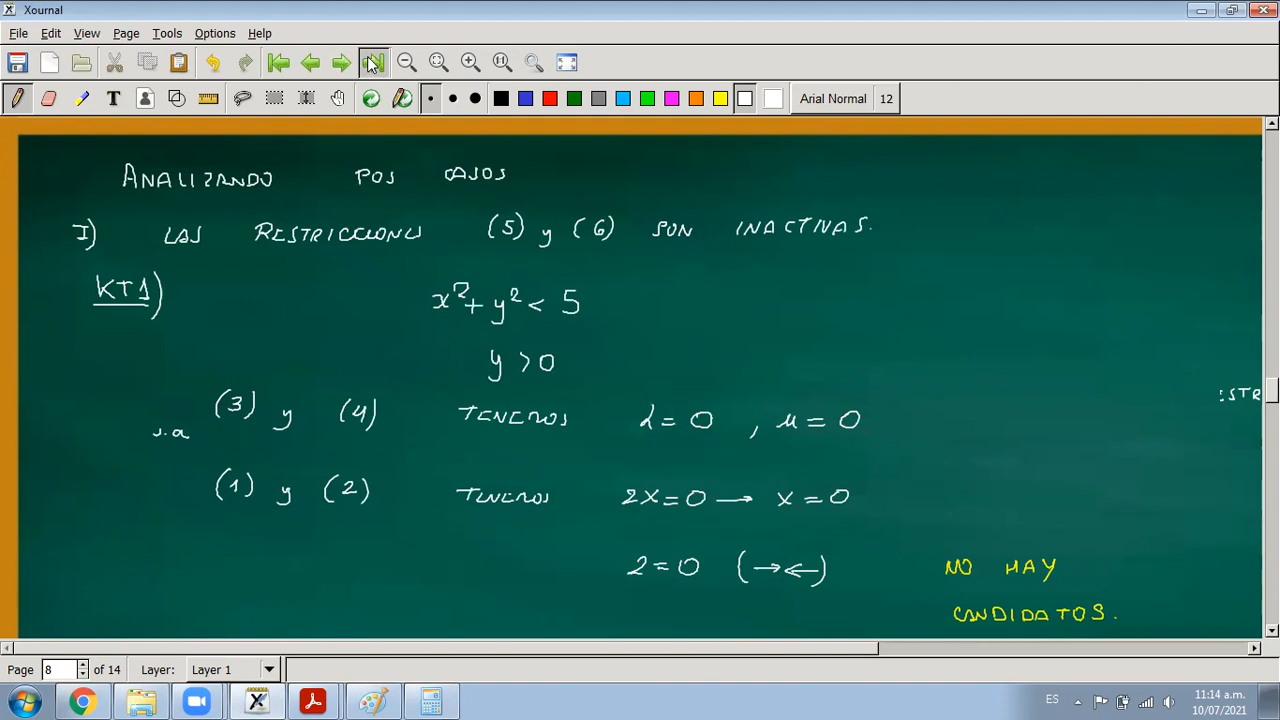 Xournal
File Edit View Page Tools Options Help
Arial Normal 12
ANALIZANDO POS CASOS
I) LAS RESTRICCIONES (5) y (6) SON INACTIVAS.
KT1) x²+ y² < 5
y > 0
:STR
(3) y (4) TENEMOS λ = 0 , μ = 0
s.a
(1) y (2) TENEMOS 2X = 0 → x = 0
2 = 0 (→←) NO HAY
CANDIDATOS.
Page 8 of 14 Layer: Layer 1
ES 11:14 a.m.
10/07/2021